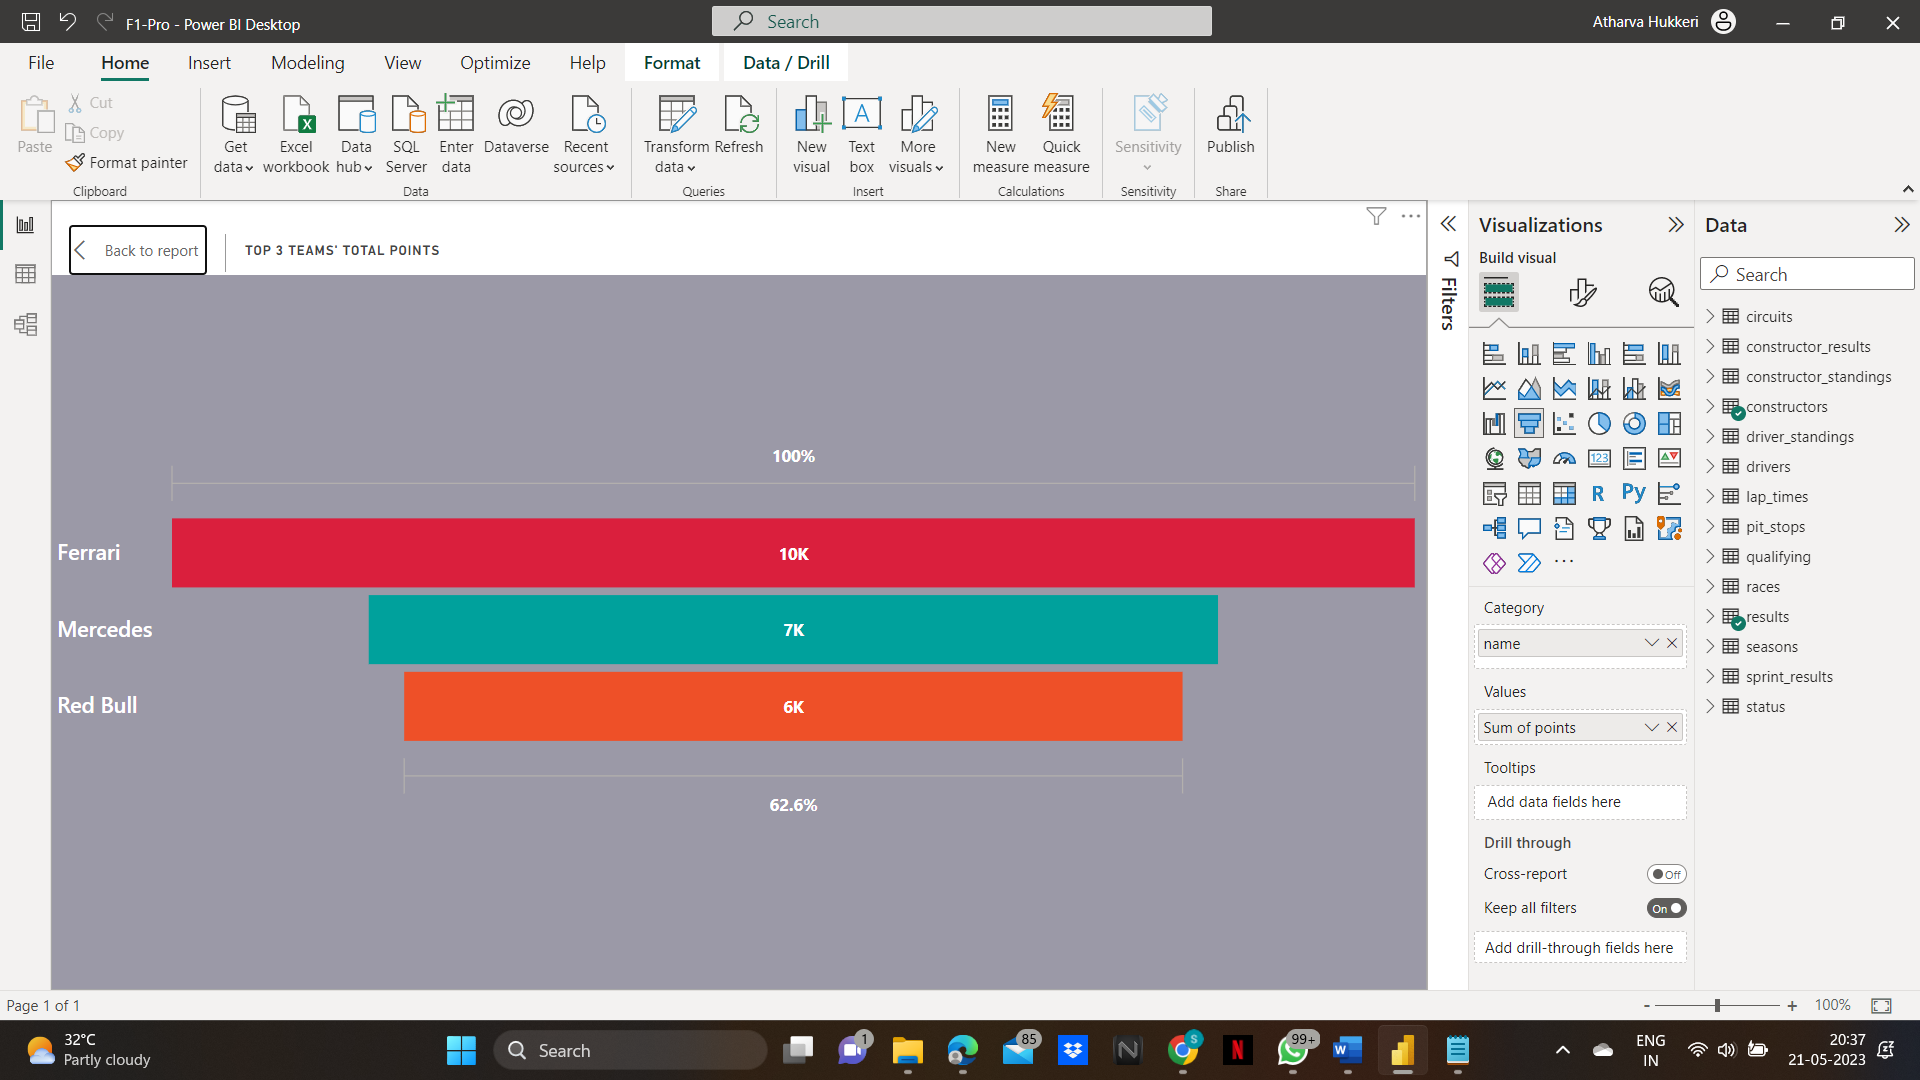 F1-Pro - Power BI Desktop
Search
Atharva Hukkeri
File Home Insert Modeling View Optimize Help Format Data / Drill
Paste
Cut
Copy
Format painter
Clipboard
Get data
Excel workbook
Data hub
SQL Server
Enter data
Dataverse
Recent sources
Data
Transform data
Refresh
Queries
New visual
Text box
More visuals
Insert
New measure
Quick measure
Calculations
Sensitivity
Sensitivity
Publish
Share
Back to report
TOP 3 TEAMS' TOTAL POINTS
100%
Ferrari 10K
Mercedes 7K
Red Bull 6K
62.6%
Filters
Visualizations
Build visual
123
R
Py
Category
name
Values
Sum of points
Tooltips
Add data fields here
Drill through
Cross-report Off
Keep all filters On
Add drill-through fields here
Data
Search
circuits
constructor_results
constructor_standings
constructors
driver_standings
drivers
lap_times
pit_stops
qualifying
races
results
seasons
sprint_results
status
Page 1 of 1
- + 100%
32°C
Partly cloudy
Search
1
85
N
S
N
99+
W
ENG
IN
20:37
21-05-2023